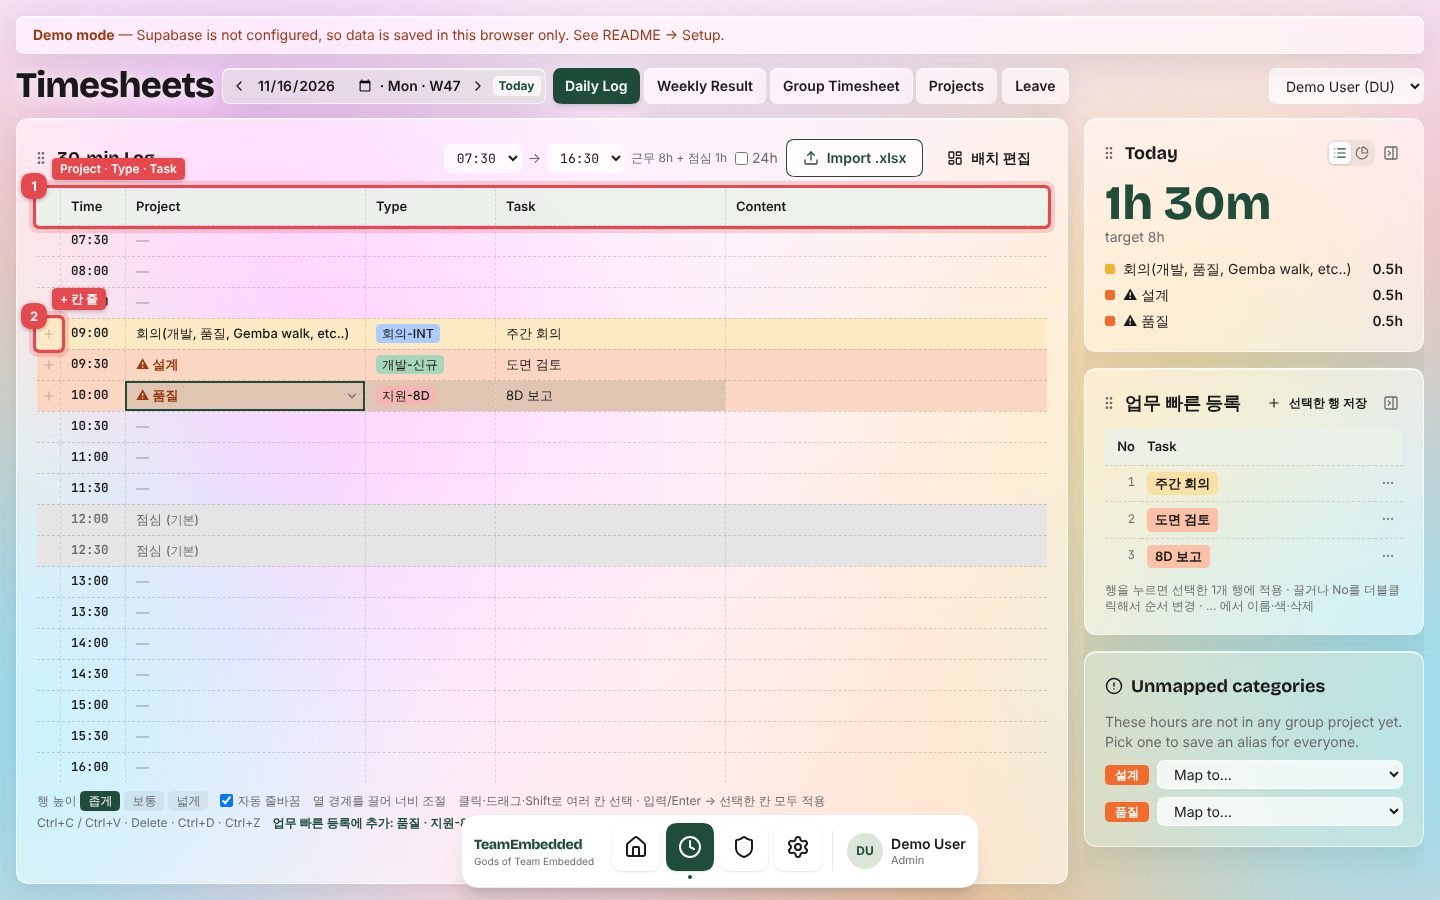 Demo mode — Supabase is not configured, so data is saved in this browser only. See README → Setup.
Timesheets
11/16/2026 · Mon · W47 Today
Daily Log
Weekly Result
Group Timesheet
Projects
Leave
Demo User (DU)
30-min Log
07:30 → 16:30 근무 8h + 점심 1h 24h
Import .xlsx
배치 편집
Project · Type · Task
1
Time Project Type Task Content
07:30 —
08:00 —
+ 칸 줄
—
2
+ 09:00 회의(개발, 품질, Gemba walk, etc..) 회의-INT 주간 회의
+ 09:30 설계 개발-신규 도면 검토
+ 10:00 품질 지원-8D 8D 보고
10:30 —
11:00 —
11:30 —
12:00 점심 (기본)
12:30 점심 (기본)
13:00 —
13:30 —
14:00 —
14:30 —
15:00 —
15:30 —
16:00 —
행 높이 좁게 보통 넓게 자동 줄바꿈 열 경계를 끌어 너비 조절 클릭·드래그·Shift로 여러 칸 선택 · 입력/Enter → 선택한 칸 모두 적용
Ctrl+C / Ctrl+V · Delete · Ctrl+D · Ctrl+Z 업무 빠른 등록에 추가: 품질 · 지원-8
Today
1h 30m
target 8h
회의(개발, 품질, Gemba walk, etc..) 0.5h
설계 0.5h
품질 0.5h
업무 빠른 등록
+ 선택한 행 저장
No Task
1 주간 회의 ...
2 도면 검토 ...
3 8D 보고 ...
행을 누르면 선택한 1개 행에 적용 · 끌거나 No를 더블클
릭해서 순서 변경 · ... 에서 이름·색·삭제
Unmapped categories
These hours are not in any group project yet.
Pick one to save an alias for everyone.
설계 Map to...
품질 Map to...
TeamEmbedded
Gods of Team Embedded
DU
Demo User
Admin